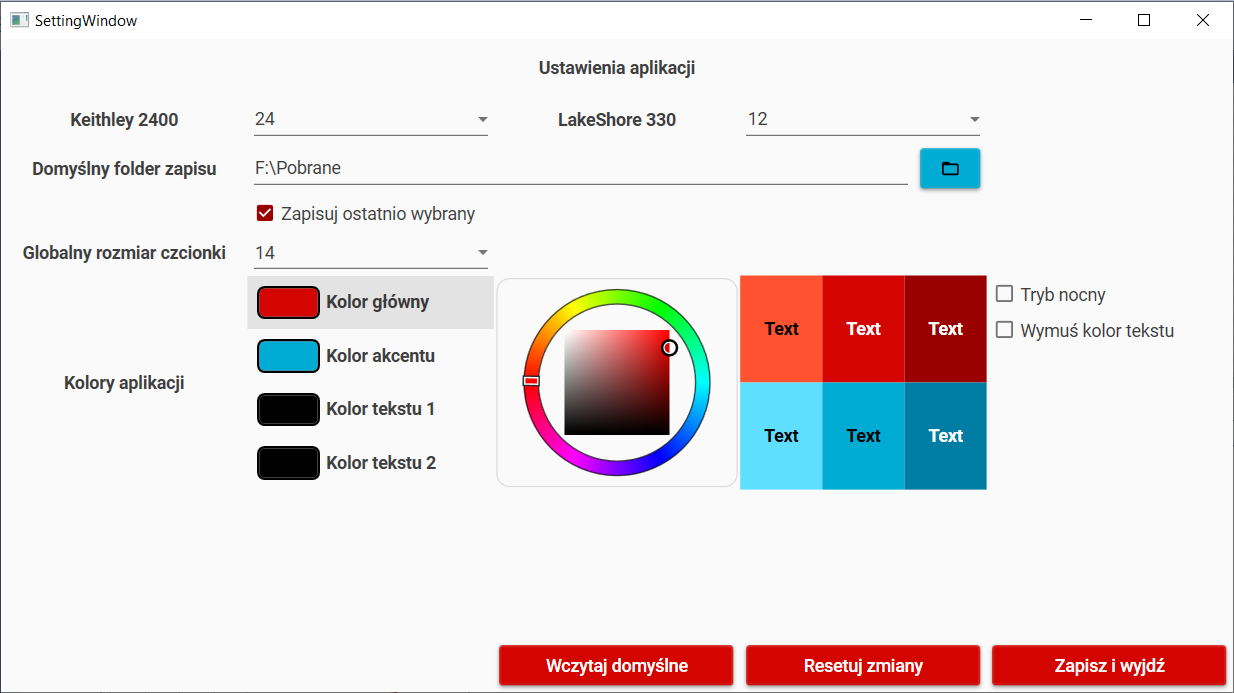 SettingWindow
Ustawienia aplikacji
Keithley 2400 24 LakeShore 330 12
Domyślny folder zapisu F:\Pobrane
Zapisuj ostatnio wybrany
Globalny rozmiar czcionki 14
Kolory aplikacji
Kolor główny
Kolor akcentu
Kolor tekstu 1
Kolor tekstu 2
Text Text Text
Text Text Text
Tryb nocny
Wymuś kolor tekstu
Wczytaj domyślne Resetuj zmiany Zapisz i wyjdź